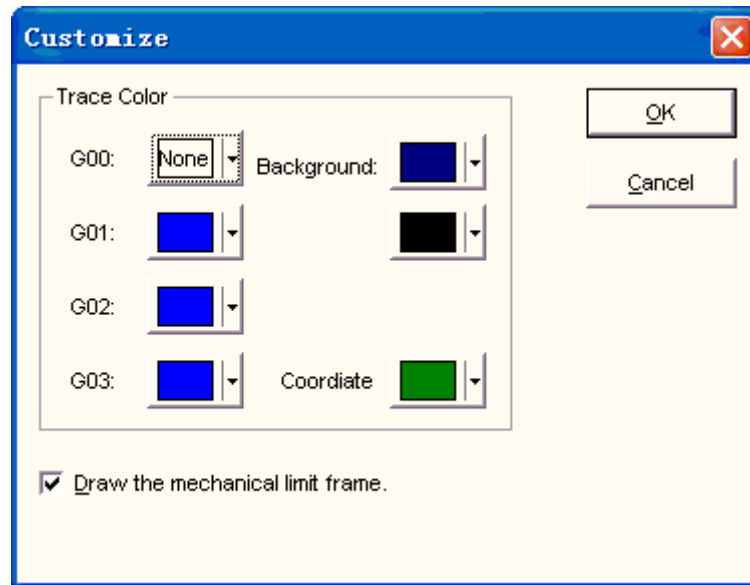 Customize
Trace Color
OK
G00: None Background:
Cancel
G01:
G02:
G03: Coordiate
Draw the mechanical limit frame.